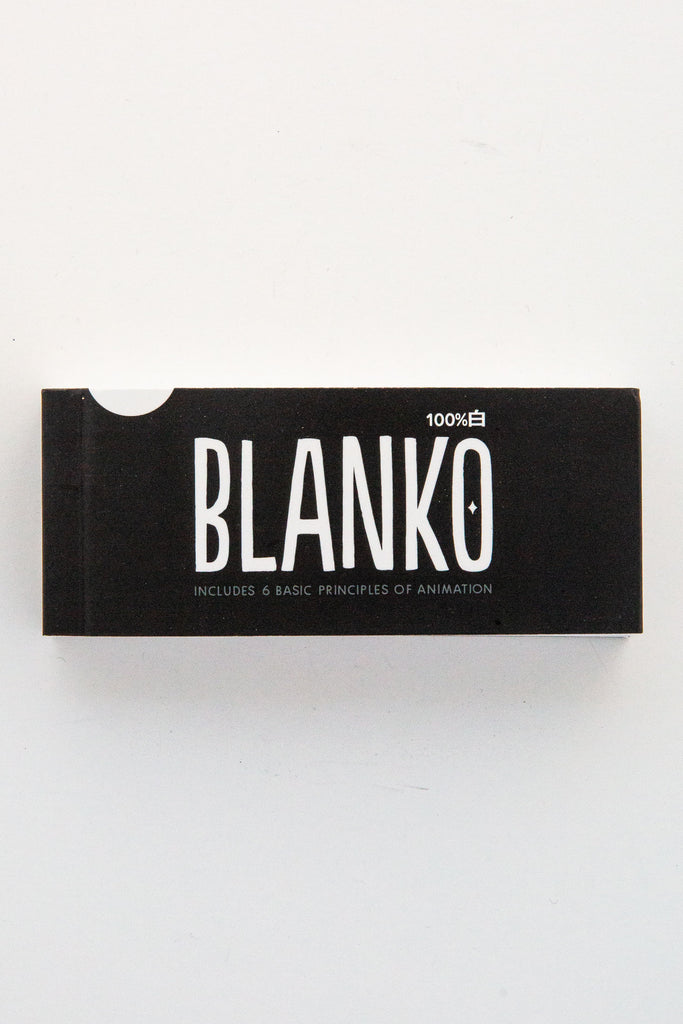 100%白
BLANKO
INCLUDES 6 BASIC PRINCIPLES OF ANIMATION